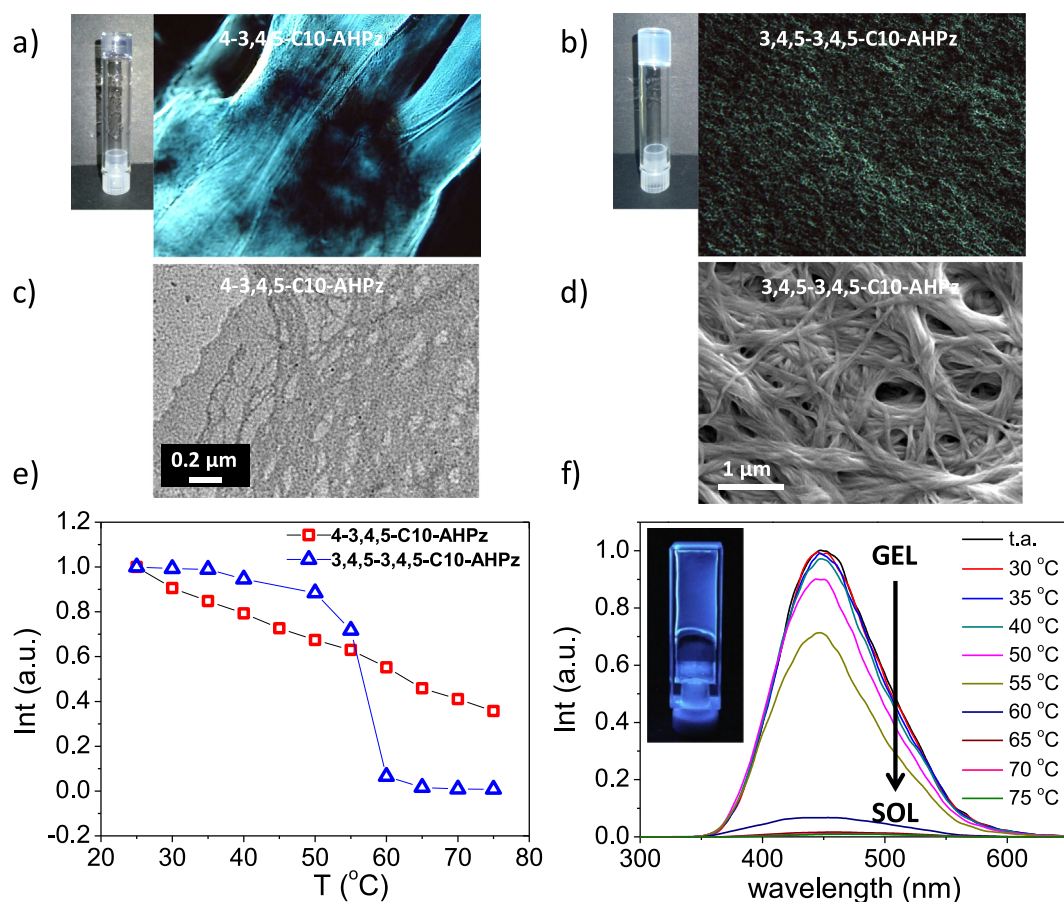 a)
4-3,4,5-C10-AHPz
b)
3,4,5-3,4,5-C10-AHPz
c)
4-3,4,5-C10-AHPz
0.2 µm
d)
3,4,5-3,4,5-C10-AHPz
1 µm
e)
1.2
1.0
0.8
0.6
0.4
0.2
0.0
-0.2
Int (a.u.)
4-3,4,5-C10-AHPz
3,4,5-3,4,5-C10-AHPz
20 30 40 50 60 70 80
T (°C)
f)
1.0
0.8
0.6
0.4
0.2
0.0
Int (a.u.)
GEL
SOL
t.a.
30 °C
35 °C
40 °C
50 °C
55 °C
60 °C
65 °C
70 °C
75 °C
300 400 500 600
wavelength (nm)